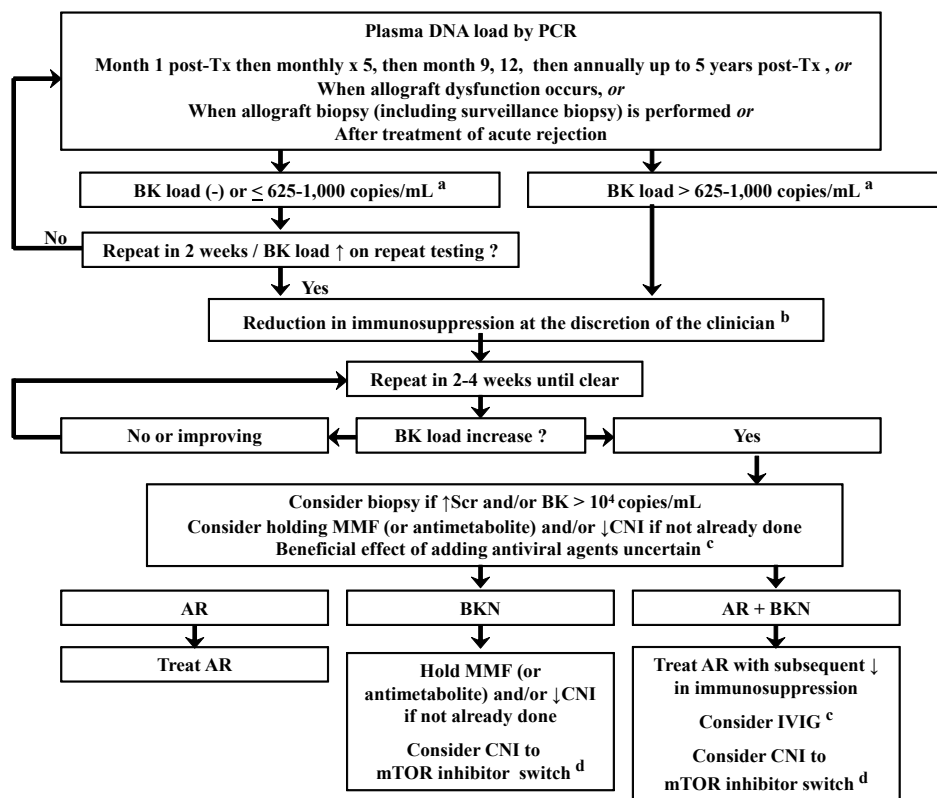 Plasma DNA load by PCR
Month 1 post-Tx then monthly x 5, then month 9, 12, then annually up to 5 years post-Tx , or
When allograft dysfunction occurs, or
When allograft biopsy (including surveillance biopsy) is performed or
After treatment of acute rejection
BK load (-) or ≤ 625-1,000 copies/mL a
BK load > 625-1,000 copies/mL a
No
Repeat in 2 weeks / BK load ↑ on repeat testing ?
Yes
Reduction in immunosuppression at the discretion of the clinician b
Repeat in 2-4 weeks until clear
No or improving
BK load increase ?
Yes
Consider biopsy if ↑Scr and/or BK > 10⁴ copies/mL
Consider holding MMF (or antimetabolite) and/or ↓CNI if not already done
Beneficial effect of adding antiviral agents uncertain c
AR
BKN
AR + BKN
Treat AR
Hold MMF (or
antimetabolite) and/or ↓CNI
if not already done
Consider CNI to
mTOR inhibitor switch d
Treat AR with subsequent ↓
in immunosuppression
Consider IVIG c
Consider CNI to
mTOR inhibitor switch d